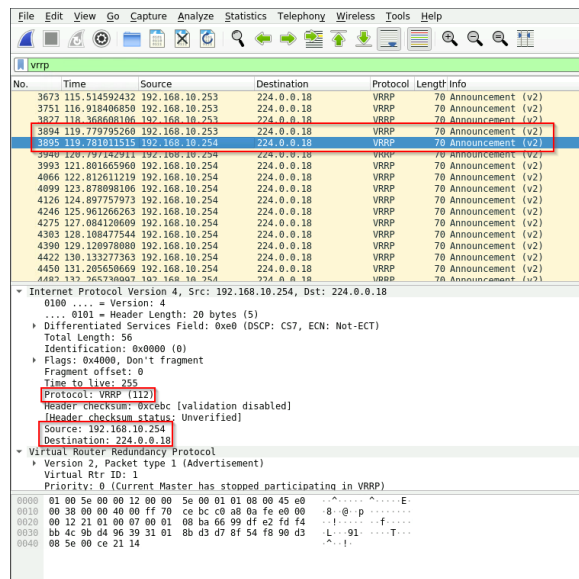 File Edit View Go Capture Analyze Statistics Telephony Wireless Tools Help
vrrp
No. Time Source Destination Protocol Length Info
3673 115.514592432 192.168.10.253 224.0.0.18 VRRP 70 Announcement (v2)
3751 116.918406850 192.168.10.253 224.0.0.18 VRRP 70 Announcement (v2)
3827 118.368608106 192.168.10.253 224.0.0.18 VRRP 70 Announcement (v2)
3894 119.779795260 192.168.10.253 224.0.0.18 VRRP 70 Announcement (v2)
3895 119.781011515 192.168.10.254 224.0.0.18 VRRP 70 Announcement (v2)
3940 120.797142911 192.168.10.254 224.0.0.18 VRRP 70 Announcement (v2)
3993 121.801665960 192.168.10.254 224.0.0.18 VRRP 70 Announcement (v2)
4066 122.812611219 192.168.10.254 224.0.0.18 VRRP 70 Announcement (v2)
4099 123.878098106 192.168.10.254 224.0.0.18 VRRP 70 Announcement (v2)
4126 124.897757973 192.168.10.254 224.0.0.18 VRRP 70 Announcement (v2)
4246 125.961266263 192.168.10.254 224.0.0.18 VRRP 70 Announcement (v2)
4275 127.084120609 192.168.10.254 224.0.0.18 VRRP 70 Announcement (v2)
4303 128.108477544 192.168.10.254 224.0.0.18 VRRP 70 Announcement (v2)
4390 129.120978080 192.168.10.254 224.0.0.18 VRRP 70 Announcement (v2)
4422 130.133277363 192.168.10.254 224.0.0.18 VRRP 70 Announcement (v2)
4450 131.205650669 192.168.10.254 224.0.0.18 VRRP 70 Announcement (v2)
4482 132.265730997 192.168.10.254 224.0.0.18 VRRP 70 Announcement (v2)
Internet Protocol Version 4, Src: 192.168.10.254, Dst: 224.0.0.18
0100 .... = Version: 4
.... 0101 = Header Length: 20 bytes (5)
Differentiated Services Field: 0xe0 (DSCP: CS7, ECN: Not-ECT)
Total Length: 56
Identification: 0x0000 (0)
Flags: 0x4000, Don't fragment
Fragment offset: 0
Time to live: 255
Protocol: VRRP (112)
Header checksum: 0xcebc [validation disabled]
[Header checksum status: Unverified]
Source: 192.168.10.254
Destination: 224.0.0.18
Virtual Router Redundancy Protocol
Version 2, Packet type 1 (Advertisement)
Virtual Rtr ID: 1
Priority: 0 (Current Master has stopped participating in VRRP)
0000 01 00 5e 00 00 12 00 00 5e 00 01 01 08 00 45 e0 ··^····· ^·····E·
0010 00 38 00 00 40 00 ff 70 ce bc c0 a8 0a fe e0 00 ·8··@··p ········
0020 00 12 21 01 00 07 00 01 08 ba 66 99 df e2 fd f4 ··!····· ··f·····
0030 bb 4c 9b d4 96 39 31 01 8b d3 d7 8f 54 f8 90 d3 ·L···91· ····T···
0040 08 5e 00 ce 21 14 ·^··!·